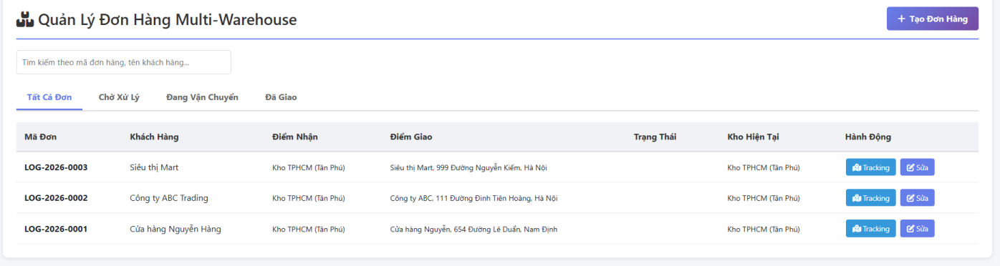 Quản Lý Đơn Hàng Multi-Warehouse
+ Tạo Đơn Hàng
Tìm kiếm theo mã đơn hàng, tên khách hàng...
Tất Cả Đơn Chờ Xử Lý Đang Vận Chuyển Đã Giao
Mã Đơn Khách Hàng Điểm Nhận Điểm Giao Trạng Thái Kho Hiện Tại Hành Động
LOG-2026-0003 Siêu thị Mart Kho TPHCM (Tân Phú) Siêu thị Mart, 999 Đường Nguyễn Kiếm, Hà Nội Kho TPHCM (Tân Phú) Tracking Sửa
LOG-2026-0002 Công ty ABC Trading Kho TPHCM (Tân Phú) Công ty ABC, 111 Đường Đinh Tiên Hoàng, Hà Nội Kho TPHCM (Tân Phú) Tracking Sửa
LOG-2026-0001 Cửa hàng Nguyễn Hàng Kho TPHCM (Tân Phú) Cửa hàng Nguyễn, 654 Đường Lê Duẩn, Nam Định Kho TPHCM (Tân Phú) Tracking Sửa